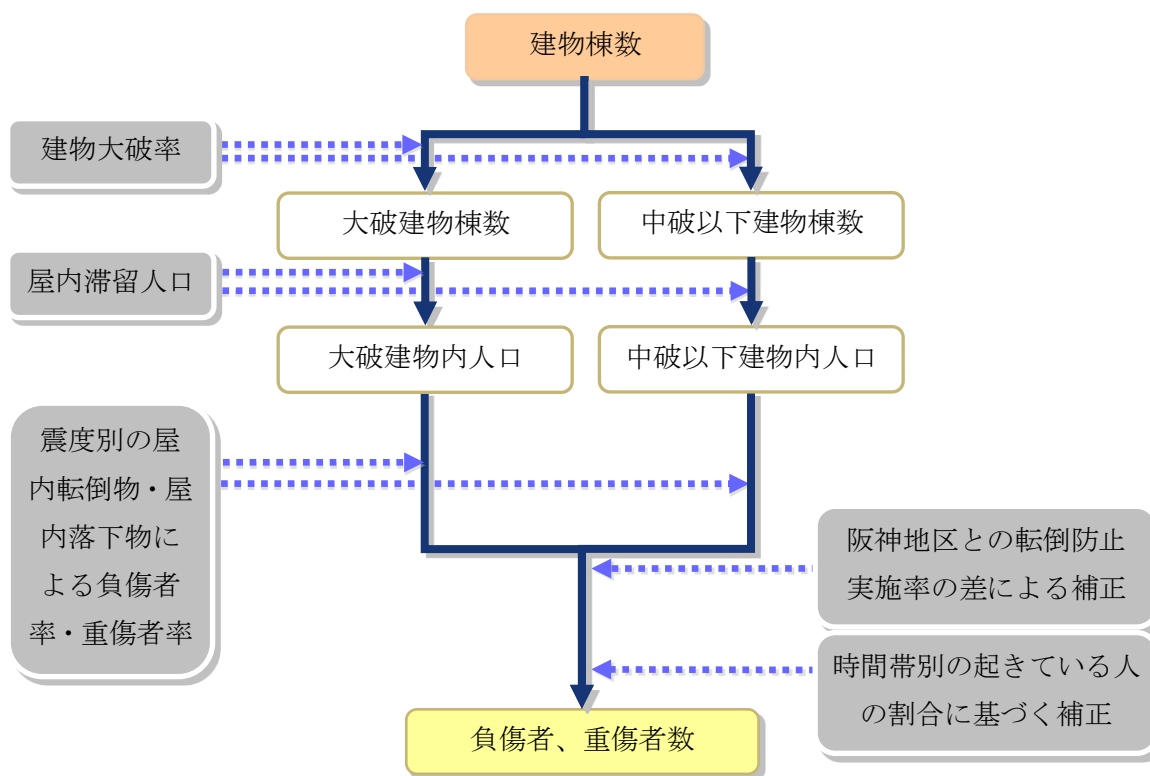 建物棟数
建物大破率
大破建物棟数
中破以下建物棟数
屋内滞留人口
大破建物内人口
中破以下建物内人口
震度別の屋
内転倒物・屋
内落下物に
よる負傷者
率・重傷者率
阪神地区との転倒防止
実施率の差による補正
時間帯別の起きている人
の割合に基づく補正
負傷者、重傷者数